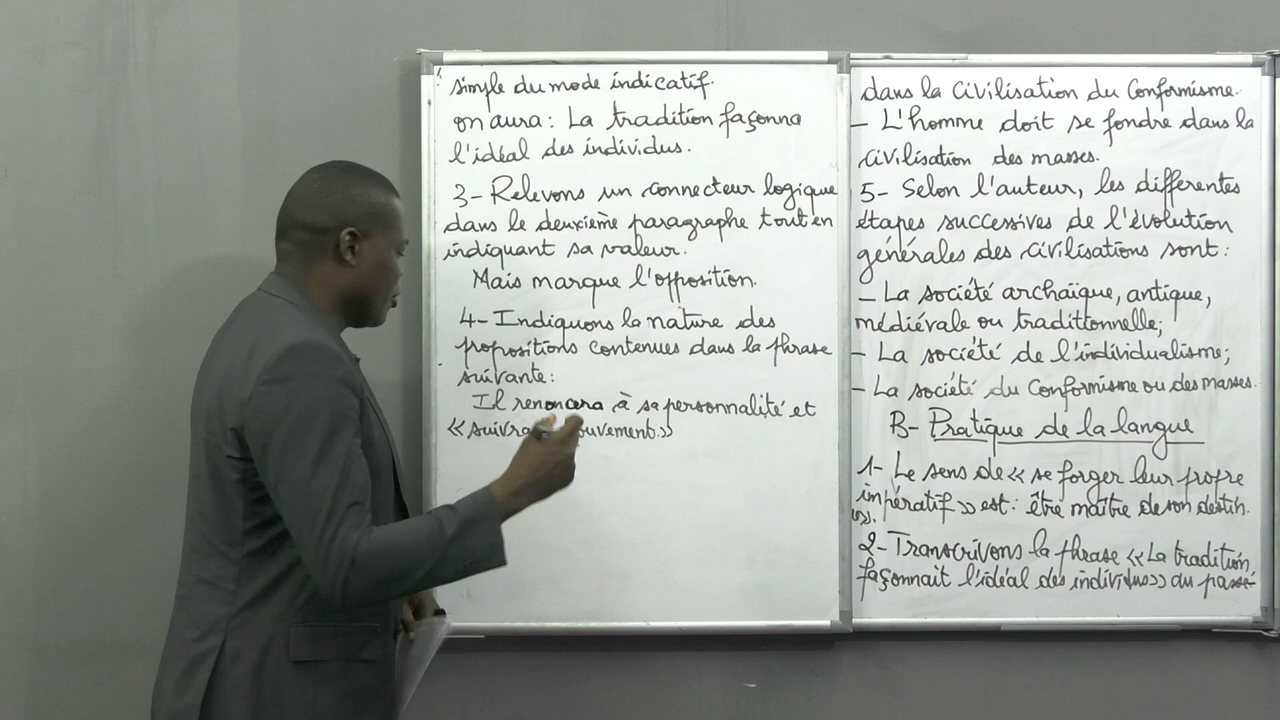 simple du mode indicatif.
on aura : La tradition façonna
l'idéal des individus.
3- Relevons un connecteur logique
dans le deuxième paragraphe tout en
indiquant sa valeur.
Mais marque l'opposition.
4- Indiquons la nature des
propositions contenues dans la phrase
suivante :
Il renoncera à sa personnalité et
«suivra
ouvement»
dans la civilisation du Conformisme.
- L'homme doit se fondre dans la
civilisation des masses.
5- Selon l'auteur, les différentes
étapes successives de l'évolution
générales des civilisations sont :
- La société archaïque, antique,
médiévale ou traditionnelle;
- La société de l'individualisme;
- La société du Conformisme ou des masses.
B- Pratique de la langue
1- Le sens de « se forger leur propre
impératif » est : être maître de son destin.
2- Transcrivons la phrase « La tradition
façonnait l'idéal des individus» au passé